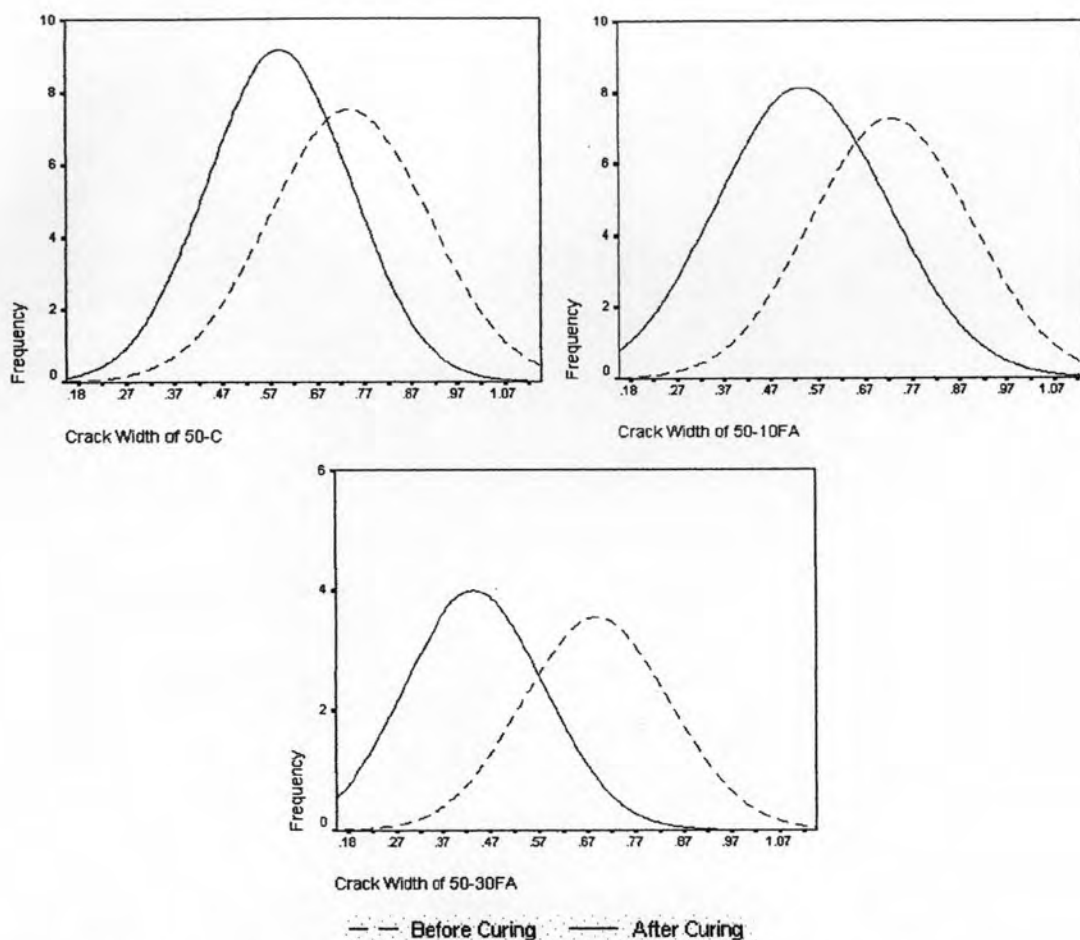 10
8
6
4
2
0
Frequency
.18 .27 .37 .47 .57 .67 .77 .87 .97 1.07
Crack Width of 50-C
10
8
6
4
2
0
Frequency
.18 .27 .37 .47 .57 .67 .77 .87 .97 1.07
Crack Width of 50-10FA
6
4
2
0
Frequency
.18 .27 .37 .47 .57 .67 .77 .87 .97 1.07
Crack Width of 50-30FA
Before Curing After Curing